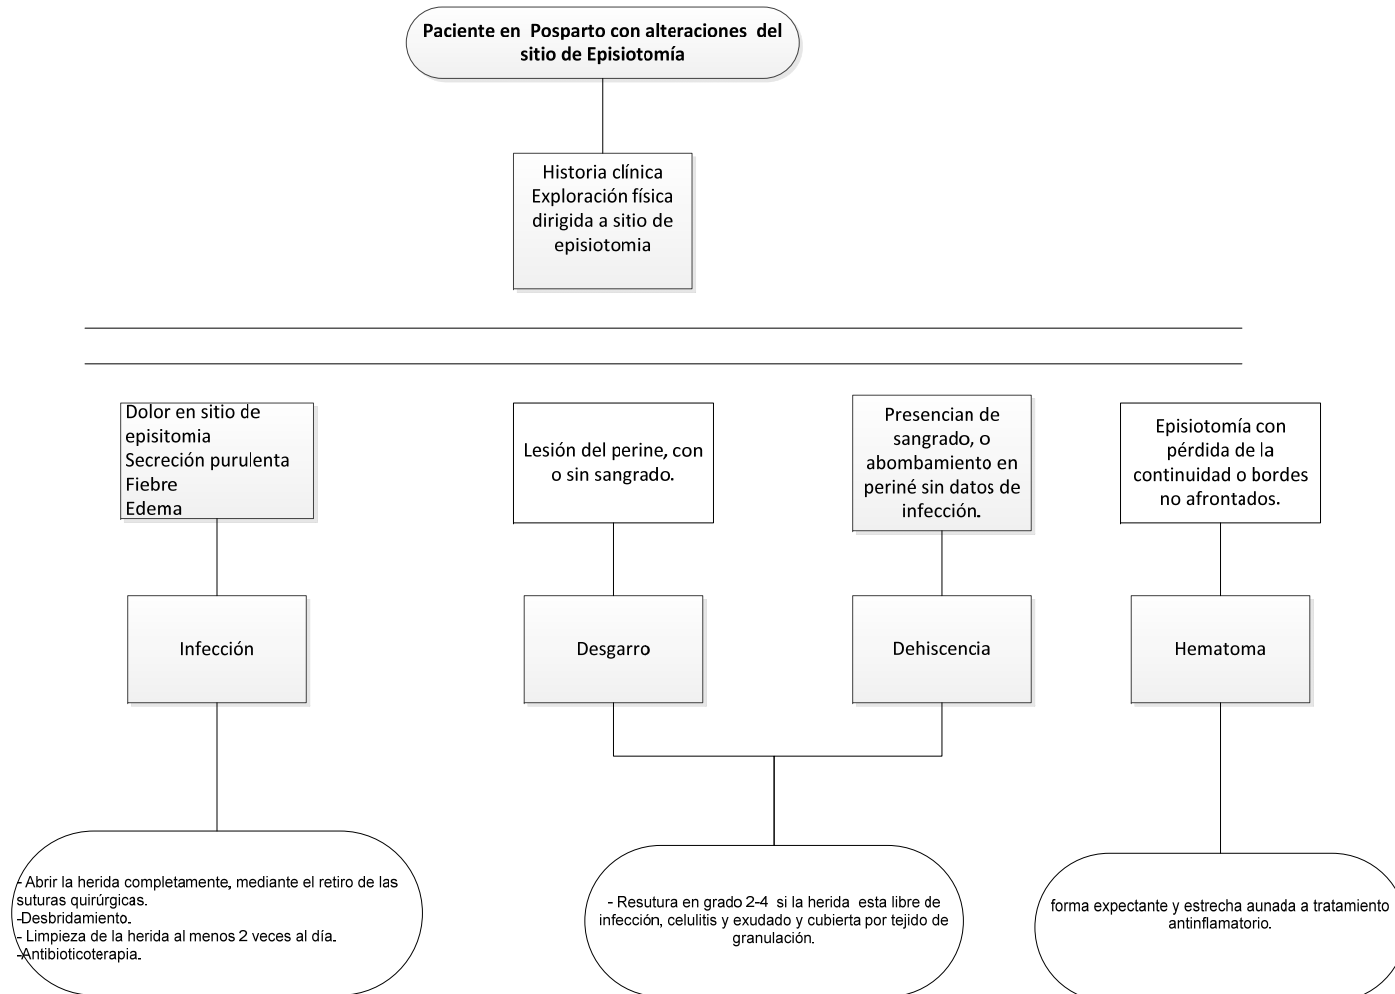 Paciente en Posparto con alteraciones del
sitio de Episiotomía
Historia clínica
Exploración física
dirigida a sitio de
episiotomia
Dolor en sitio de
episitomia
Secreción purulenta
Fiebre
Edema
Lesión del perine, con
o sin sangrado.
Presencian de
sangrado, o
abombamiento en
periné sin datos de
infección.
Episiotomía con
pérdida de la
continuidad o bordes
no afrontados.
Infección
Desgarro
Dehiscencia
Hematoma
- Abrir la herida completamente, mediante el retiro de las
suturas quirúrgicas.
-Desbridamiento.
- Limpieza de la herida al menos 2 veces al día.
-Antibioticoterapia.
- Resutura en grado 2-4 si la herida esta libre de
infección, celulitis y exudado y cubierta por tejido de
granulación.
forma expectante y estrecha aunada a tratamiento
antinflamatorio.